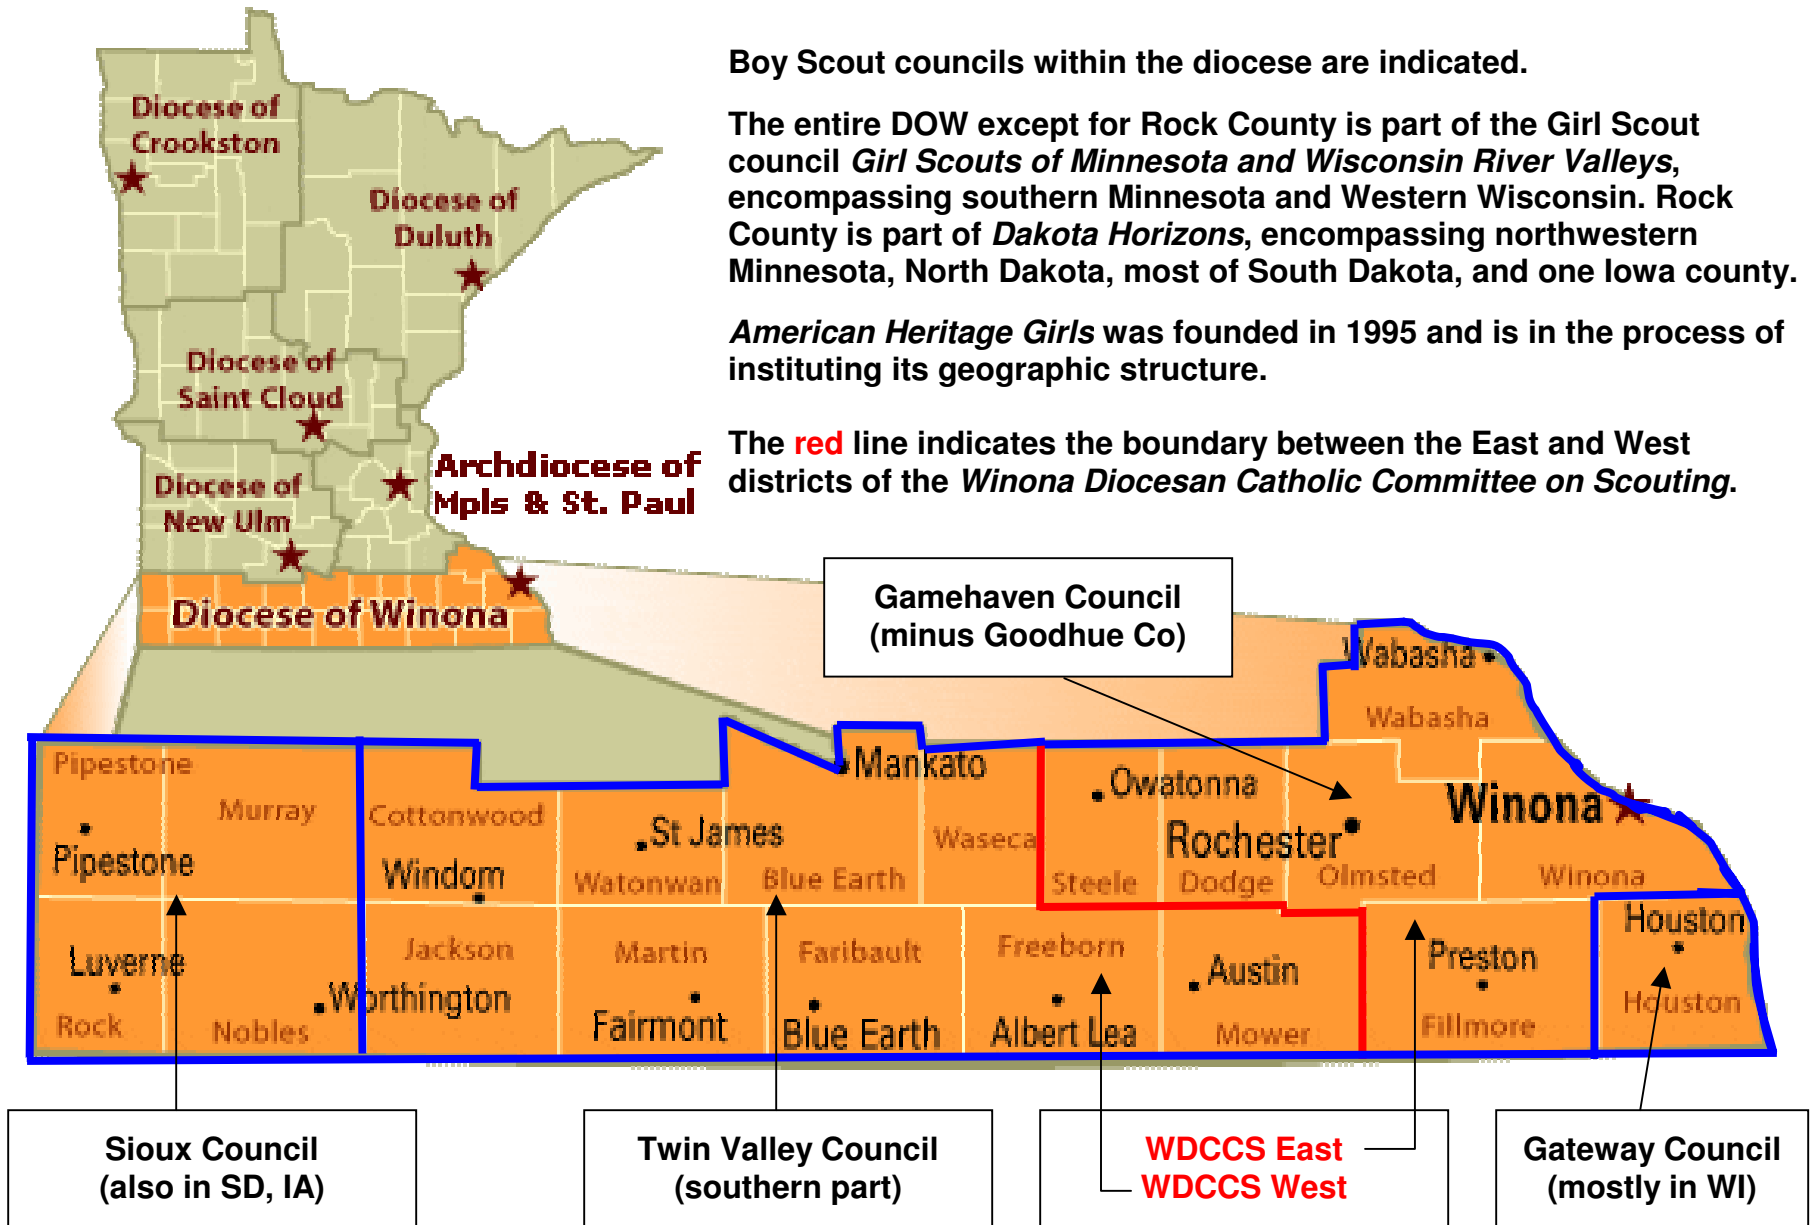 Boy Scout councils within the diocese are indicated.
The entire DOW except for Rock County is part of the Girl Scout
council Girl Scouts of Minnesota and Wisconsin River Valleys,
encompassing southern Minnesota and Western Wisconsin. Rock
County is part of Dakota Horizons, encompassing northwestern
Minnesota, North Dakota, most of South Dakota, and one Iowa county.
American Heritage Girls was founded in 1995 and is in the process of
instituting its geographic structure.
The red line indicates the boundary between the East and West
districts of the Winona Diocesan Catholic Committee on Scouting.
Diocese of
Crookston
Diocese of
Duluth
Diocese of
Saint Cloud
Archdiocese of
Mpls & St. Paul
Diocese of
New Ulm
Diocese of Winona
Gamehaven Council
(minus Goodhue Co)
Wabasha
Wabasha
Pipestone
Murray
Pipestone
Cottonwood
Windom
St James
Watonwan
Mankato
Blue Earth
Waseca
Owatonna
Steele
Rochester
Dodge
Olmsted
Winona
Winona
Luverne
Rock
Nobles
Worthington
Jackson
Martin
Fairmont
Faribault
Blue Earth
Freeborn
Albert Lea
Austin
Mower
Preston
Fillmore
Houston
Houston
Sioux Council
(also in SD, IA)
Twin Valley Council
(southern part)
WDCCS East
WDCCS West
Gateway Council
(mostly in WI)